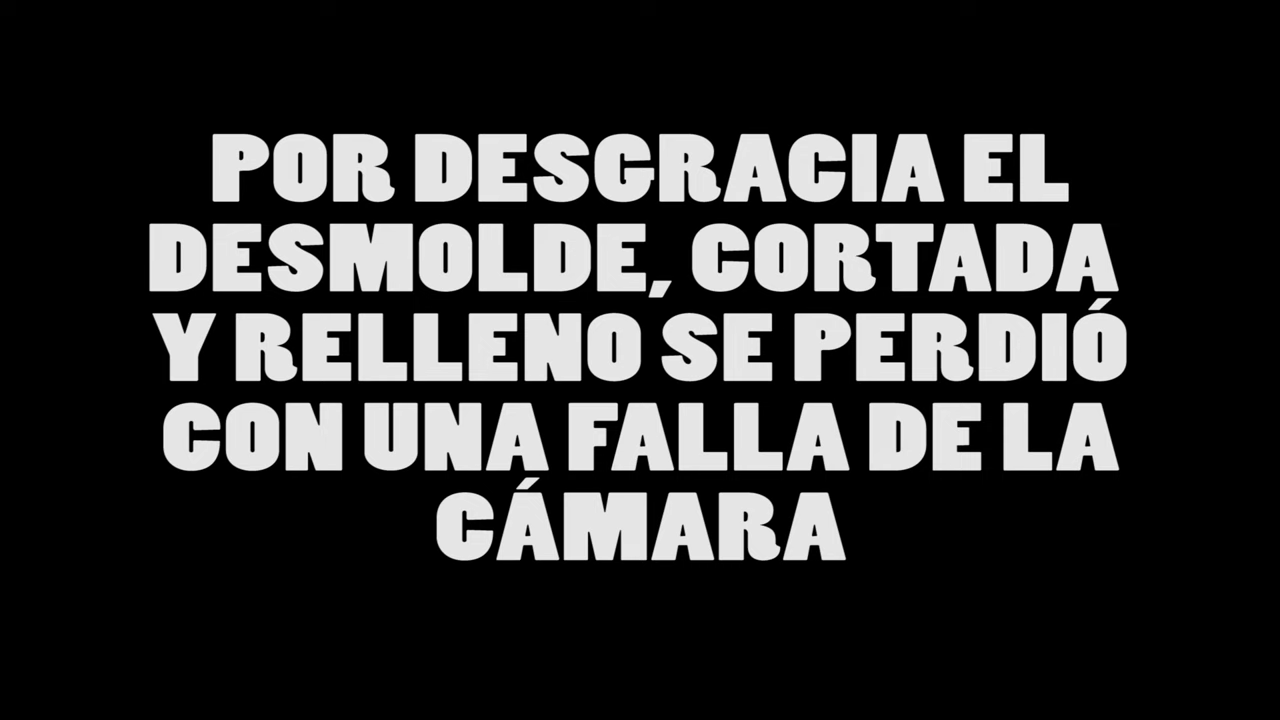 POR DESGRACIA EL
DESMOLDE, CORTADA
Y RELLENO SE PERDIÓ
CON UNA FALLA DE LA
CÁMARA